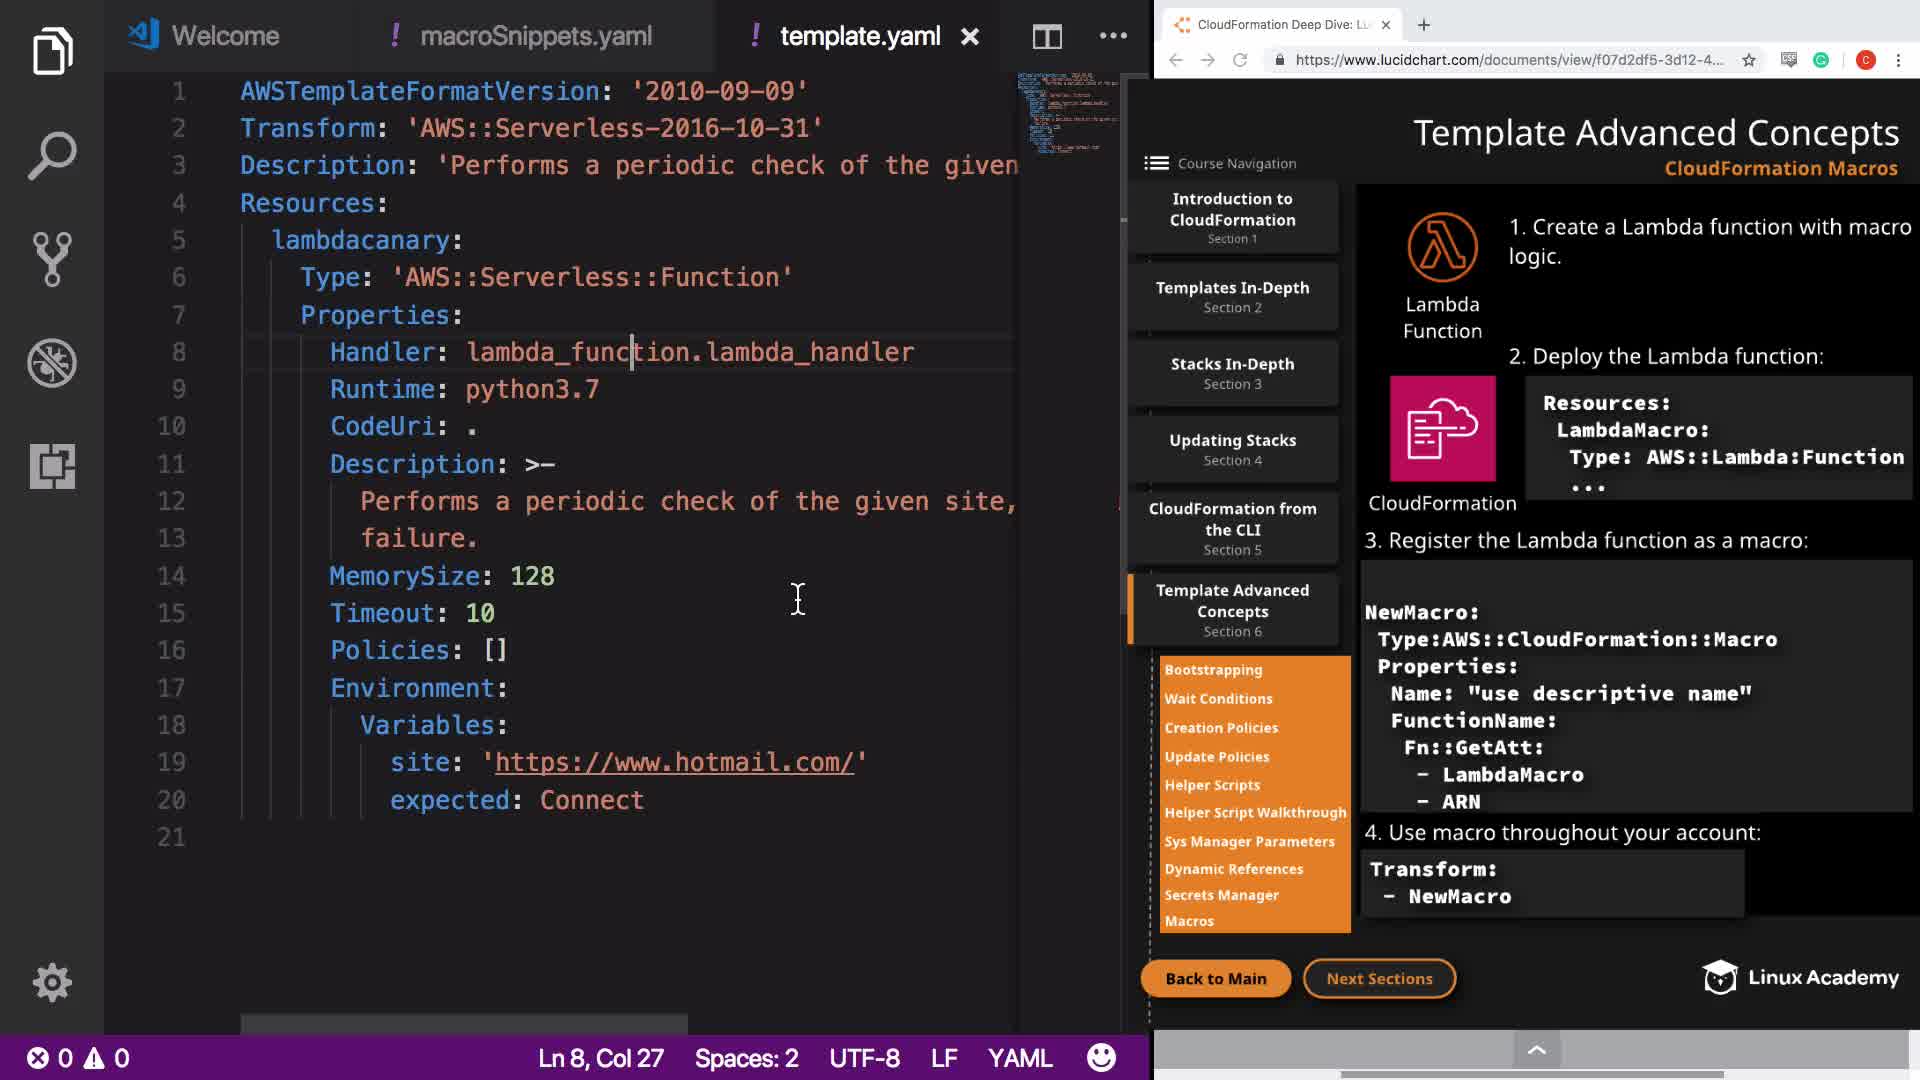 Welcome
! macroSnippets.yaml
! template.yaml ×
1 AWSTemplateFormatVersion: '2010-09-09'
2 Transform: 'AWS::Serverless-2016-10-31'
3 Description: 'Performs a periodic check of the given
4 Resources:
5 lambdacanary:
6 Type: 'AWS::Serverless::Function'
7 Properties:
8 Handler: lambda_function.lambda_handler
9 Runtime: python3.7
10 CodeUri: .
11 Description: >-
12 Performs a periodic check of the given site,
13 failure.
14 MemorySize: 128
15 Timeout: 10
16 Policies: []
17 Environment:
18 Variables:
19 site: 'https://www.hotmail.com/'
20 expected: Connect
21
0 0
Ln 8, Col 27
Spaces: 2
UTF-8
LF
YAML
CloudFormation Deep Dive: Lu
https://www.lucidchart.com/documents/view/f07d2df5-3d12-4...
C
Template Advanced Concepts
CloudFormation Macros
Course Navigation
Introduction to
CloudFormation
Section 1
Templates In-Depth
Section 2
Stacks In-Depth
Section 3
Updating Stacks
Section 4
CloudFormation from
the CLI
Section 5
Template Advanced
Concepts
Section 6
Bootstrapping
Wait Conditions
Creation Policies
Update Policies
Helper Scripts
Helper Script Walkthrough
Sys Manager Parameters
Dynamic References
Secrets Manager
Macros
Back to Main
Next Sections
Lambda
Function
1. Create a Lambda function with macro
logic.
2. Deploy the Lambda function:
CloudFormation
Resources:
LambdaMacro:
Type: AWS::Lambda:Function
...
3. Register the Lambda function as a macro:
NewMacro:
Type:AWS::CloudFormation::Macro
Properties:
Name: "use descriptive name"
FunctionName:
Fn::GetAtt:
- LambdaMacro
- ARN
4. Use macro throughout your account:
Transform:
- NewMacro
Linux Academy